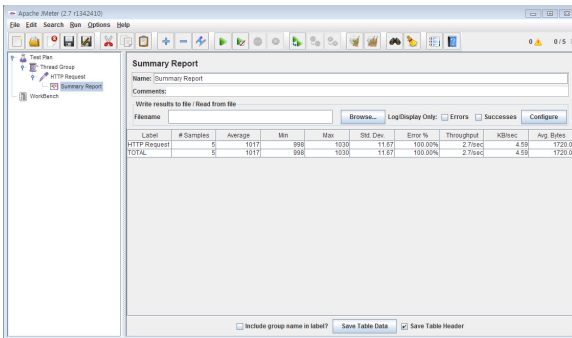 Apache JMeter (2.7 r1342410)
File Edit Search Run Options Help
0 0/5
Test Plan
Thread Group
HTTP Request
Summary Report
WorkBench
Summary Report
Name: Summary Report
Comments:
Write results to file / Read from file
Filename Browse... Log/Display Only: Errors Successes Configure
Label # Samples Average Min Max Std. Dev. Error % Throughput KB/sec Avg. Bytes
HTTP Request 5 1017 998 1030 11.67 100.00% 2.7/sec 4.59 1720.0
TOTAL 5 1017 998 1030 11.67 100.00% 2.7/sec 4.59 1720.0
Include group name in label? Save Table Data Save Table Header